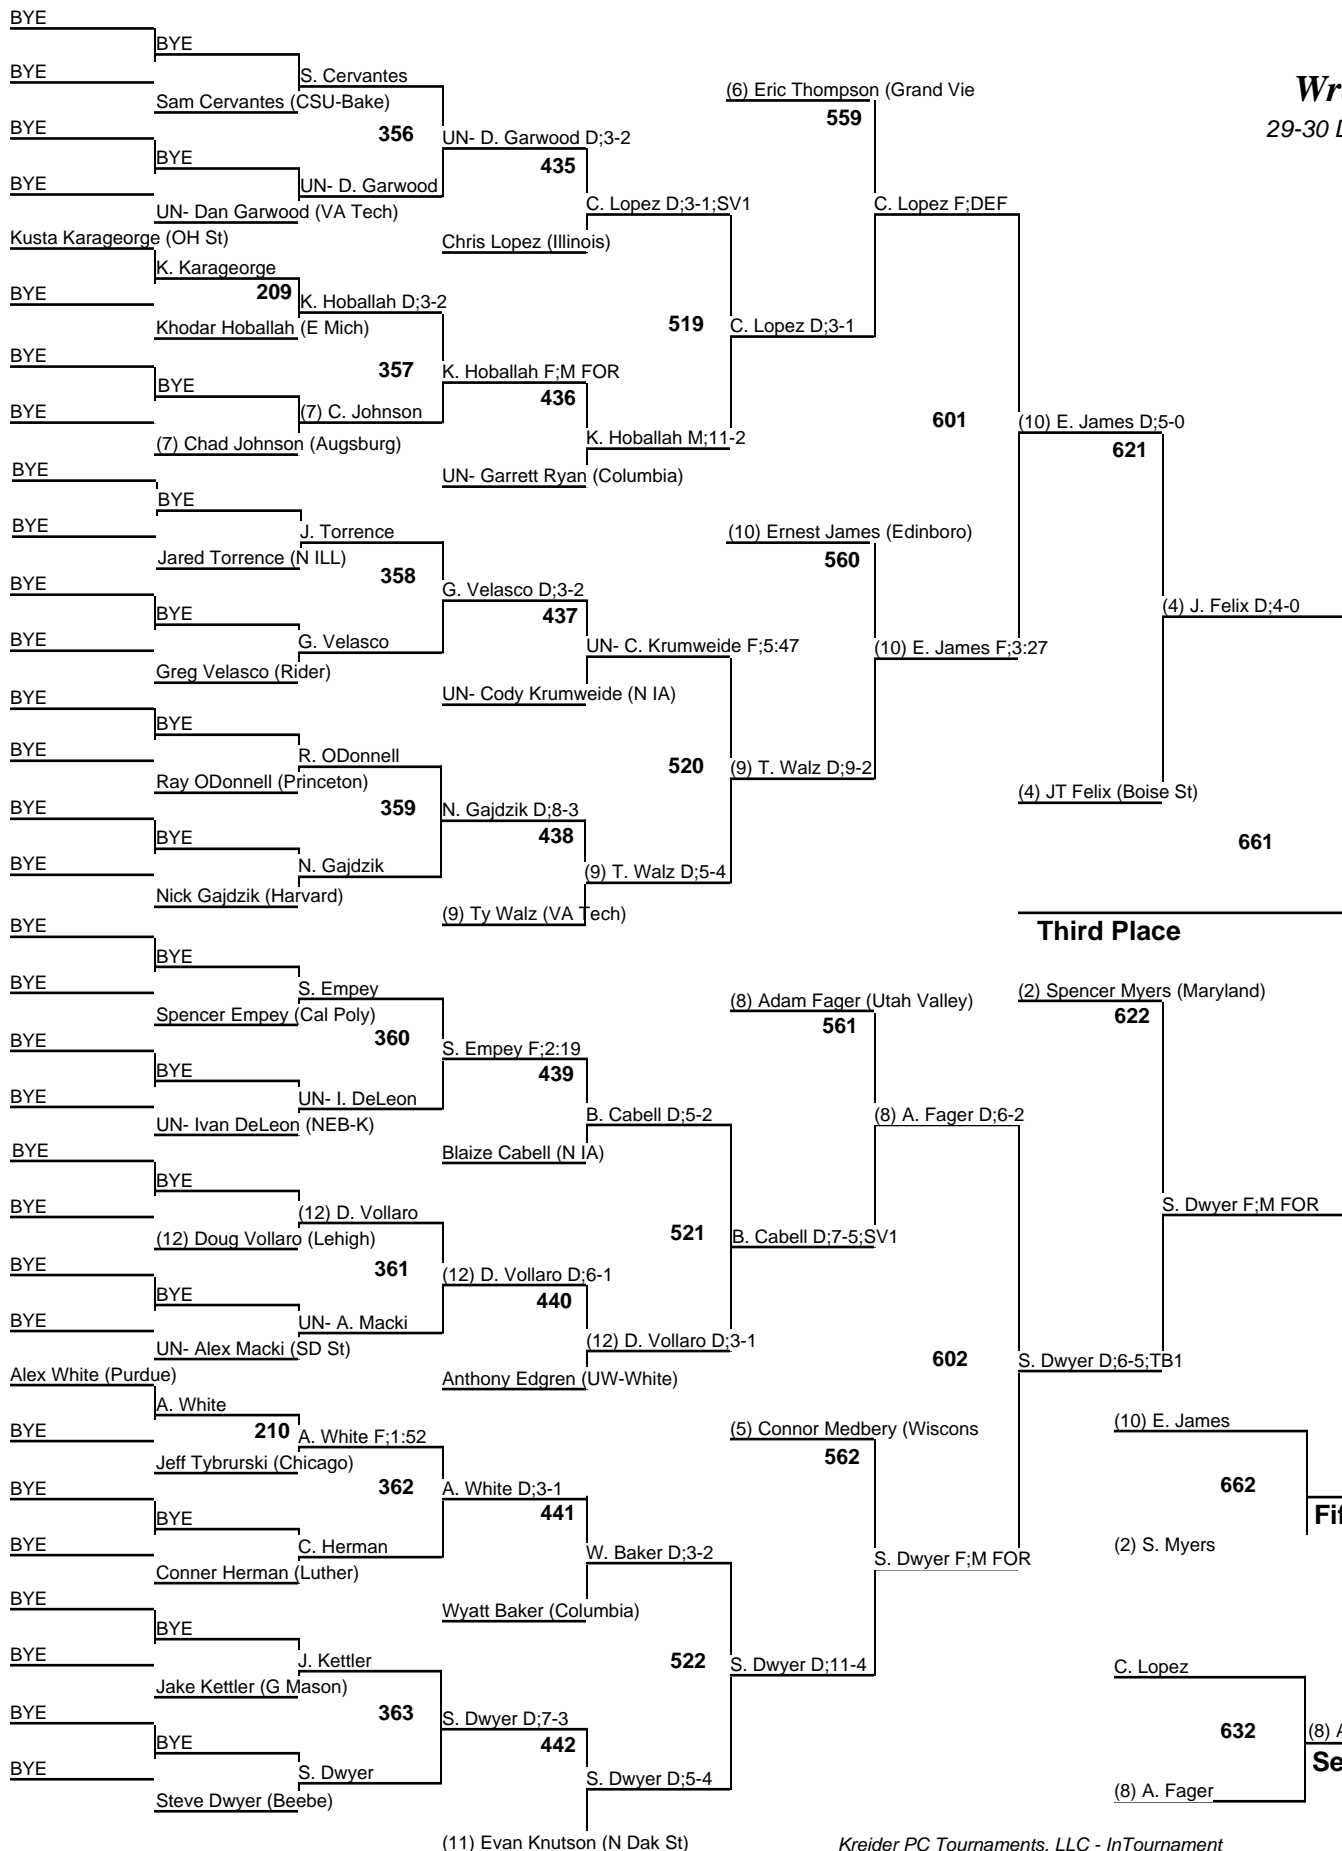 BYE
BYE
BYE
S. Cervantes
(6) Eric Thompson (Grand Vie
Wr
Sam Cervantes (CSU-Bake)
559
29-30
BYE
356
UN- D. Garwood D;3-2
BYE
435
BYE
UN- D. Garwood
C. Lopez D;3-1;SV1
C. Lopez F;DEF
UN- Dan Garwood (VA Tech)
Kusta Karageorge (OH St)
Chris Lopez (Illinois)
K. Karageorge
BYE
209
K. Hoballah D;3-2
Khodar Hoballah (E Mich)
519
C. Lopez D;3-1
BYE
357
K. Hoballah F;M FOR
BYE
436
BYE
(7) C. Johnson
601
(10) E. James D;5-0
(7) Chad Johnson (Augsburg)
K. Hoballah M;11-2
621
BYE
UN- Garrett Ryan (Columbia)
BYE
BYE
J. Torrence
(10) Ernest James (Edinboro)
Jared Torrence (N ILL)
560
BYE
358
G. Velasco D;3-2
(4) J. Felix D;4-0
BYE
437
BYE
G. Velasco
UN- C. Krumweide F;5:47
(10) E. James F;3:27
Greg Velasco (Rider)
UN- Cody Krumweide (N IA)
BYE
BYE
BYE
R. ODonnell
520
(9) T. Walz D;9-2
Ray ODonnell (Princeton)
(4) JT Felix (Boise St)
BYE
359
N. Gajdzik D;8-3
BYE
438
661
BYE
N. Gajdzik
(9) T. Walz D;5-4
Nick Gajdzik (Harvard)
(9) Ty Walz (VA Tech)
BYE
Third Place
BYE
BYE
S. Empey
(8) Adam Fager (Utah Valley)
(2) Spencer Myers (Maryland)
Spencer Empey (Cal Poly)
561
622
BYE
360
S. Empey F;2:19
BYE
439
BYE
UN- I. DeLeon
B. Cabell D;5-2
(8) A. Fager D;6-2
UN- Ivan DeLeon (NEB-K)
BYE
Blaize Cabell (N IA)
BYE
BYE
(12) D. Vollaro
S. Dwyer F;M FOR
(12) Doug Vollaro (Lehigh)
521
B. Cabell D;7-5;SV1
BYE
361
(12) D. Vollaro D;6-1
BYE
440
BYE
UN- A. Macki
(12) D. Vollaro D;3-1
UN- Alex Macki (SD St)
602
S. Dwyer D;6-5;TB1
Alex White (Purdue)
Anthony Edgren (UW-White)
A. White
BYE
210
A. White F;1:52
(5) Connor Medbery (Wiscons
(10) E. James
Jeff Tybrurski (Chicago)
562
BYE
362
A. White D;3-1
662
BYE
441
Fif
BYE
C. Herman
W. Baker D;3-2
S. Dwyer F;M FOR
(2) S. Myers
Conner Herman (Luther)
BYE
Wyatt Baker (Columbia)
BYE
BYE
J. Kettler
522
S. Dwyer D;11-4
C. Lopez
Jake Kettler (G Mason)
BYE
363
S. Dwyer D;7-3
632
(8) A
BYE
442
BYE
S. Dwyer
S. Dwyer D;5-4
Se
Steve Dwyer (Beebe)
(8) A. Fager
(11) Evan Knutson (N Dak St)
Kreider PC Tournaments, LLC - InTournament